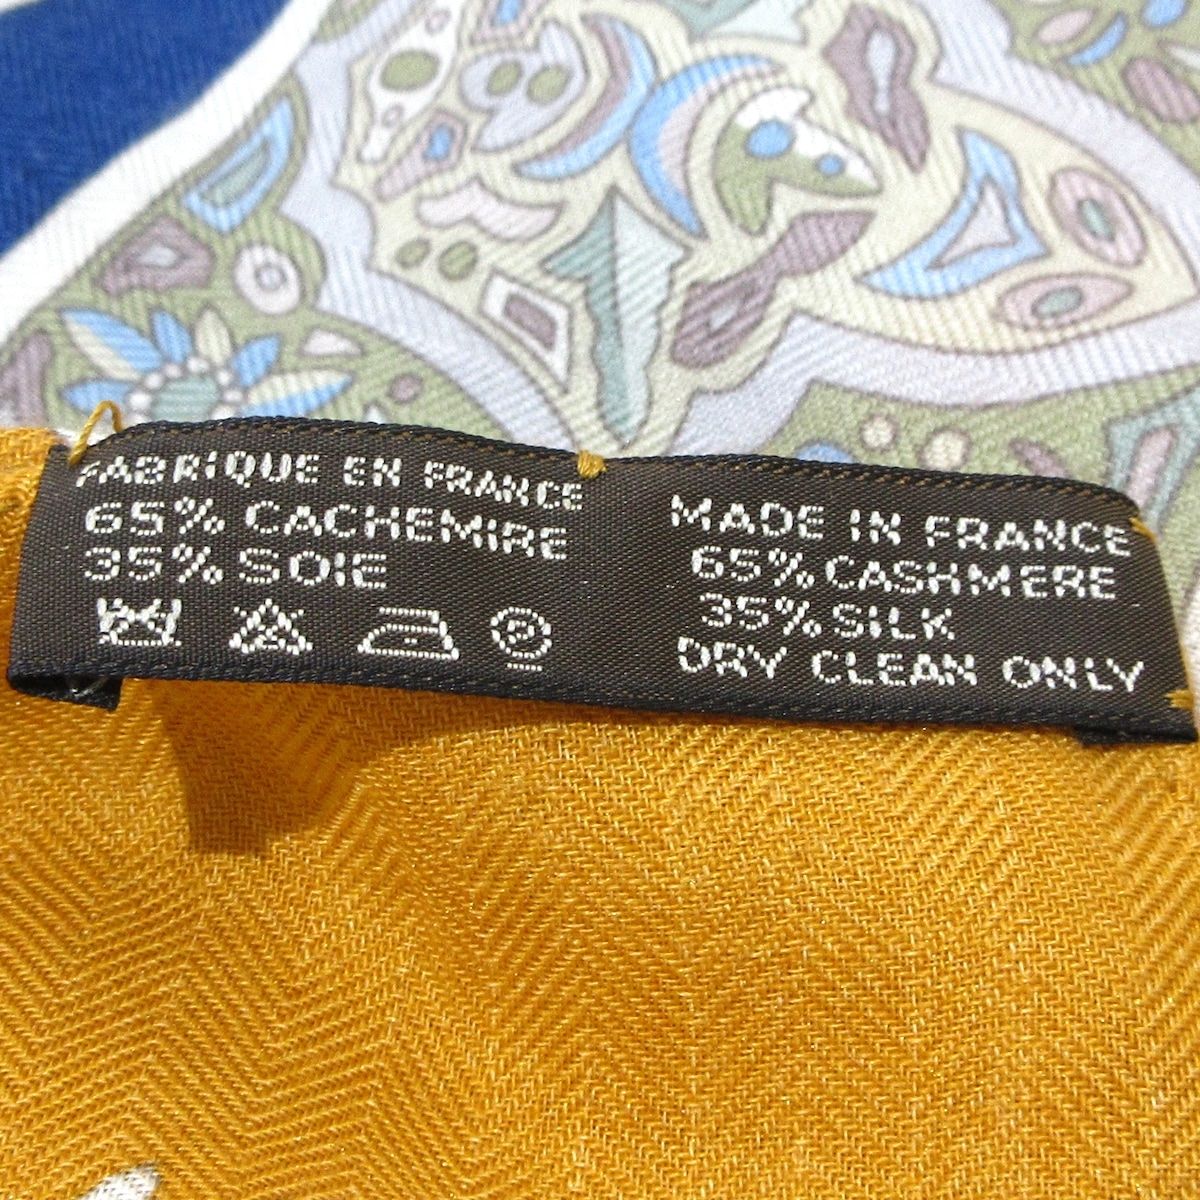 FABRIQUE EN FRANCE
65% CACHEMIRE
35% SOIE
P
MADE IN FRANCE
65% CASHMERE
35% SILK
DRY CLEAN ONLY